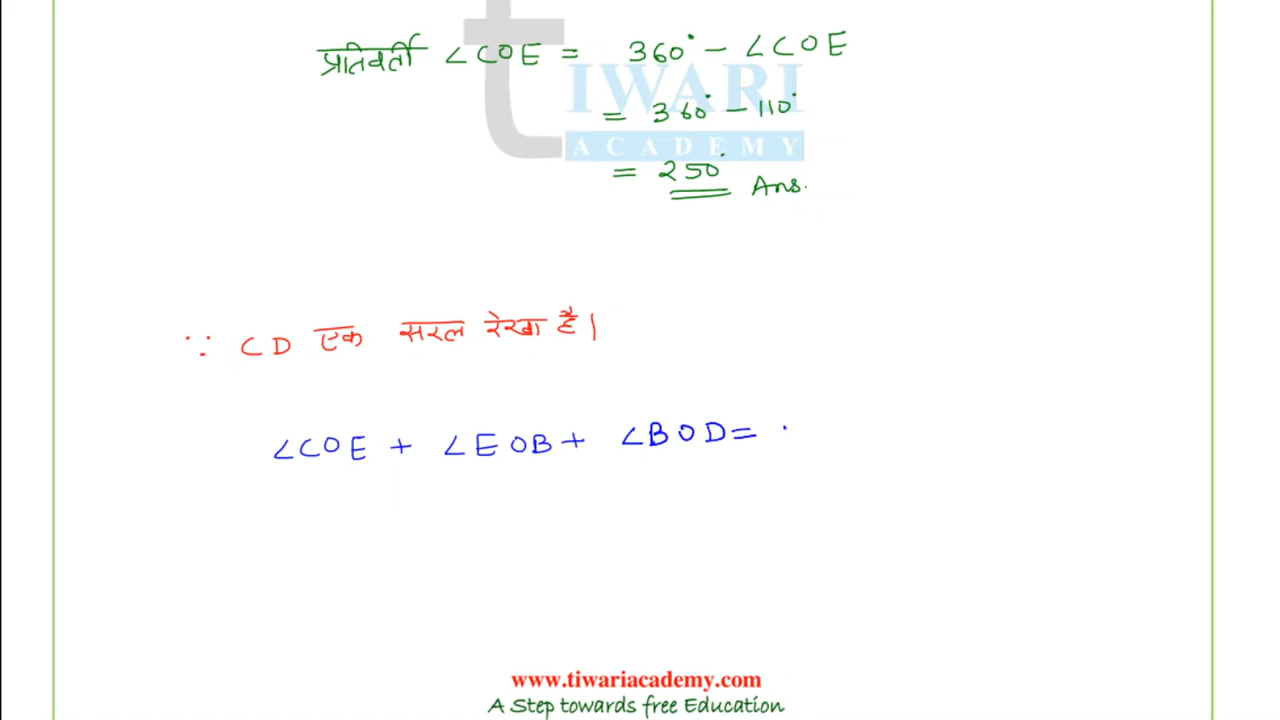 प्रतिवर्ती ∠COE = 360° - ∠COE
= 360° - 110°
= 250° Ans.
t IWARI
ACADEMY
∵ CD एक सरल रेखा है।
∠COE + ∠EOB + ∠BOD =
www.tiwariacademy.com
A Step towards free Education